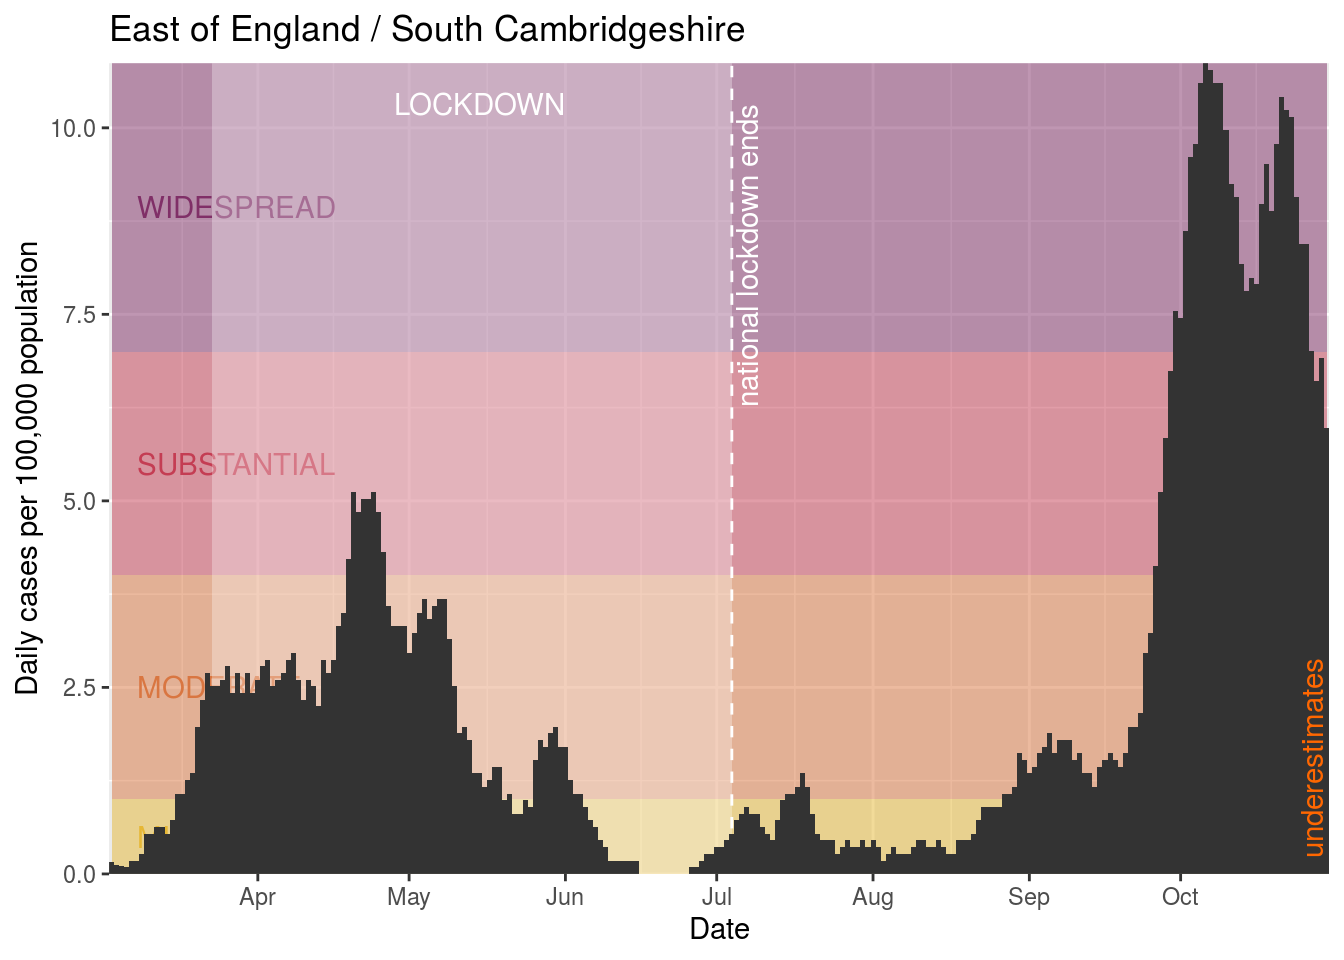 East of England / South Cambridgeshire
LOCKDOWN
WIDESPREAD
SUBSTANTIAL
national lockdown ends
underestimates
Daily cases per 100,000 population
10.0
7.5
5.0
2.5
0.0
Apr
May
Jun
Jul
Aug
Sep
Oct
Date